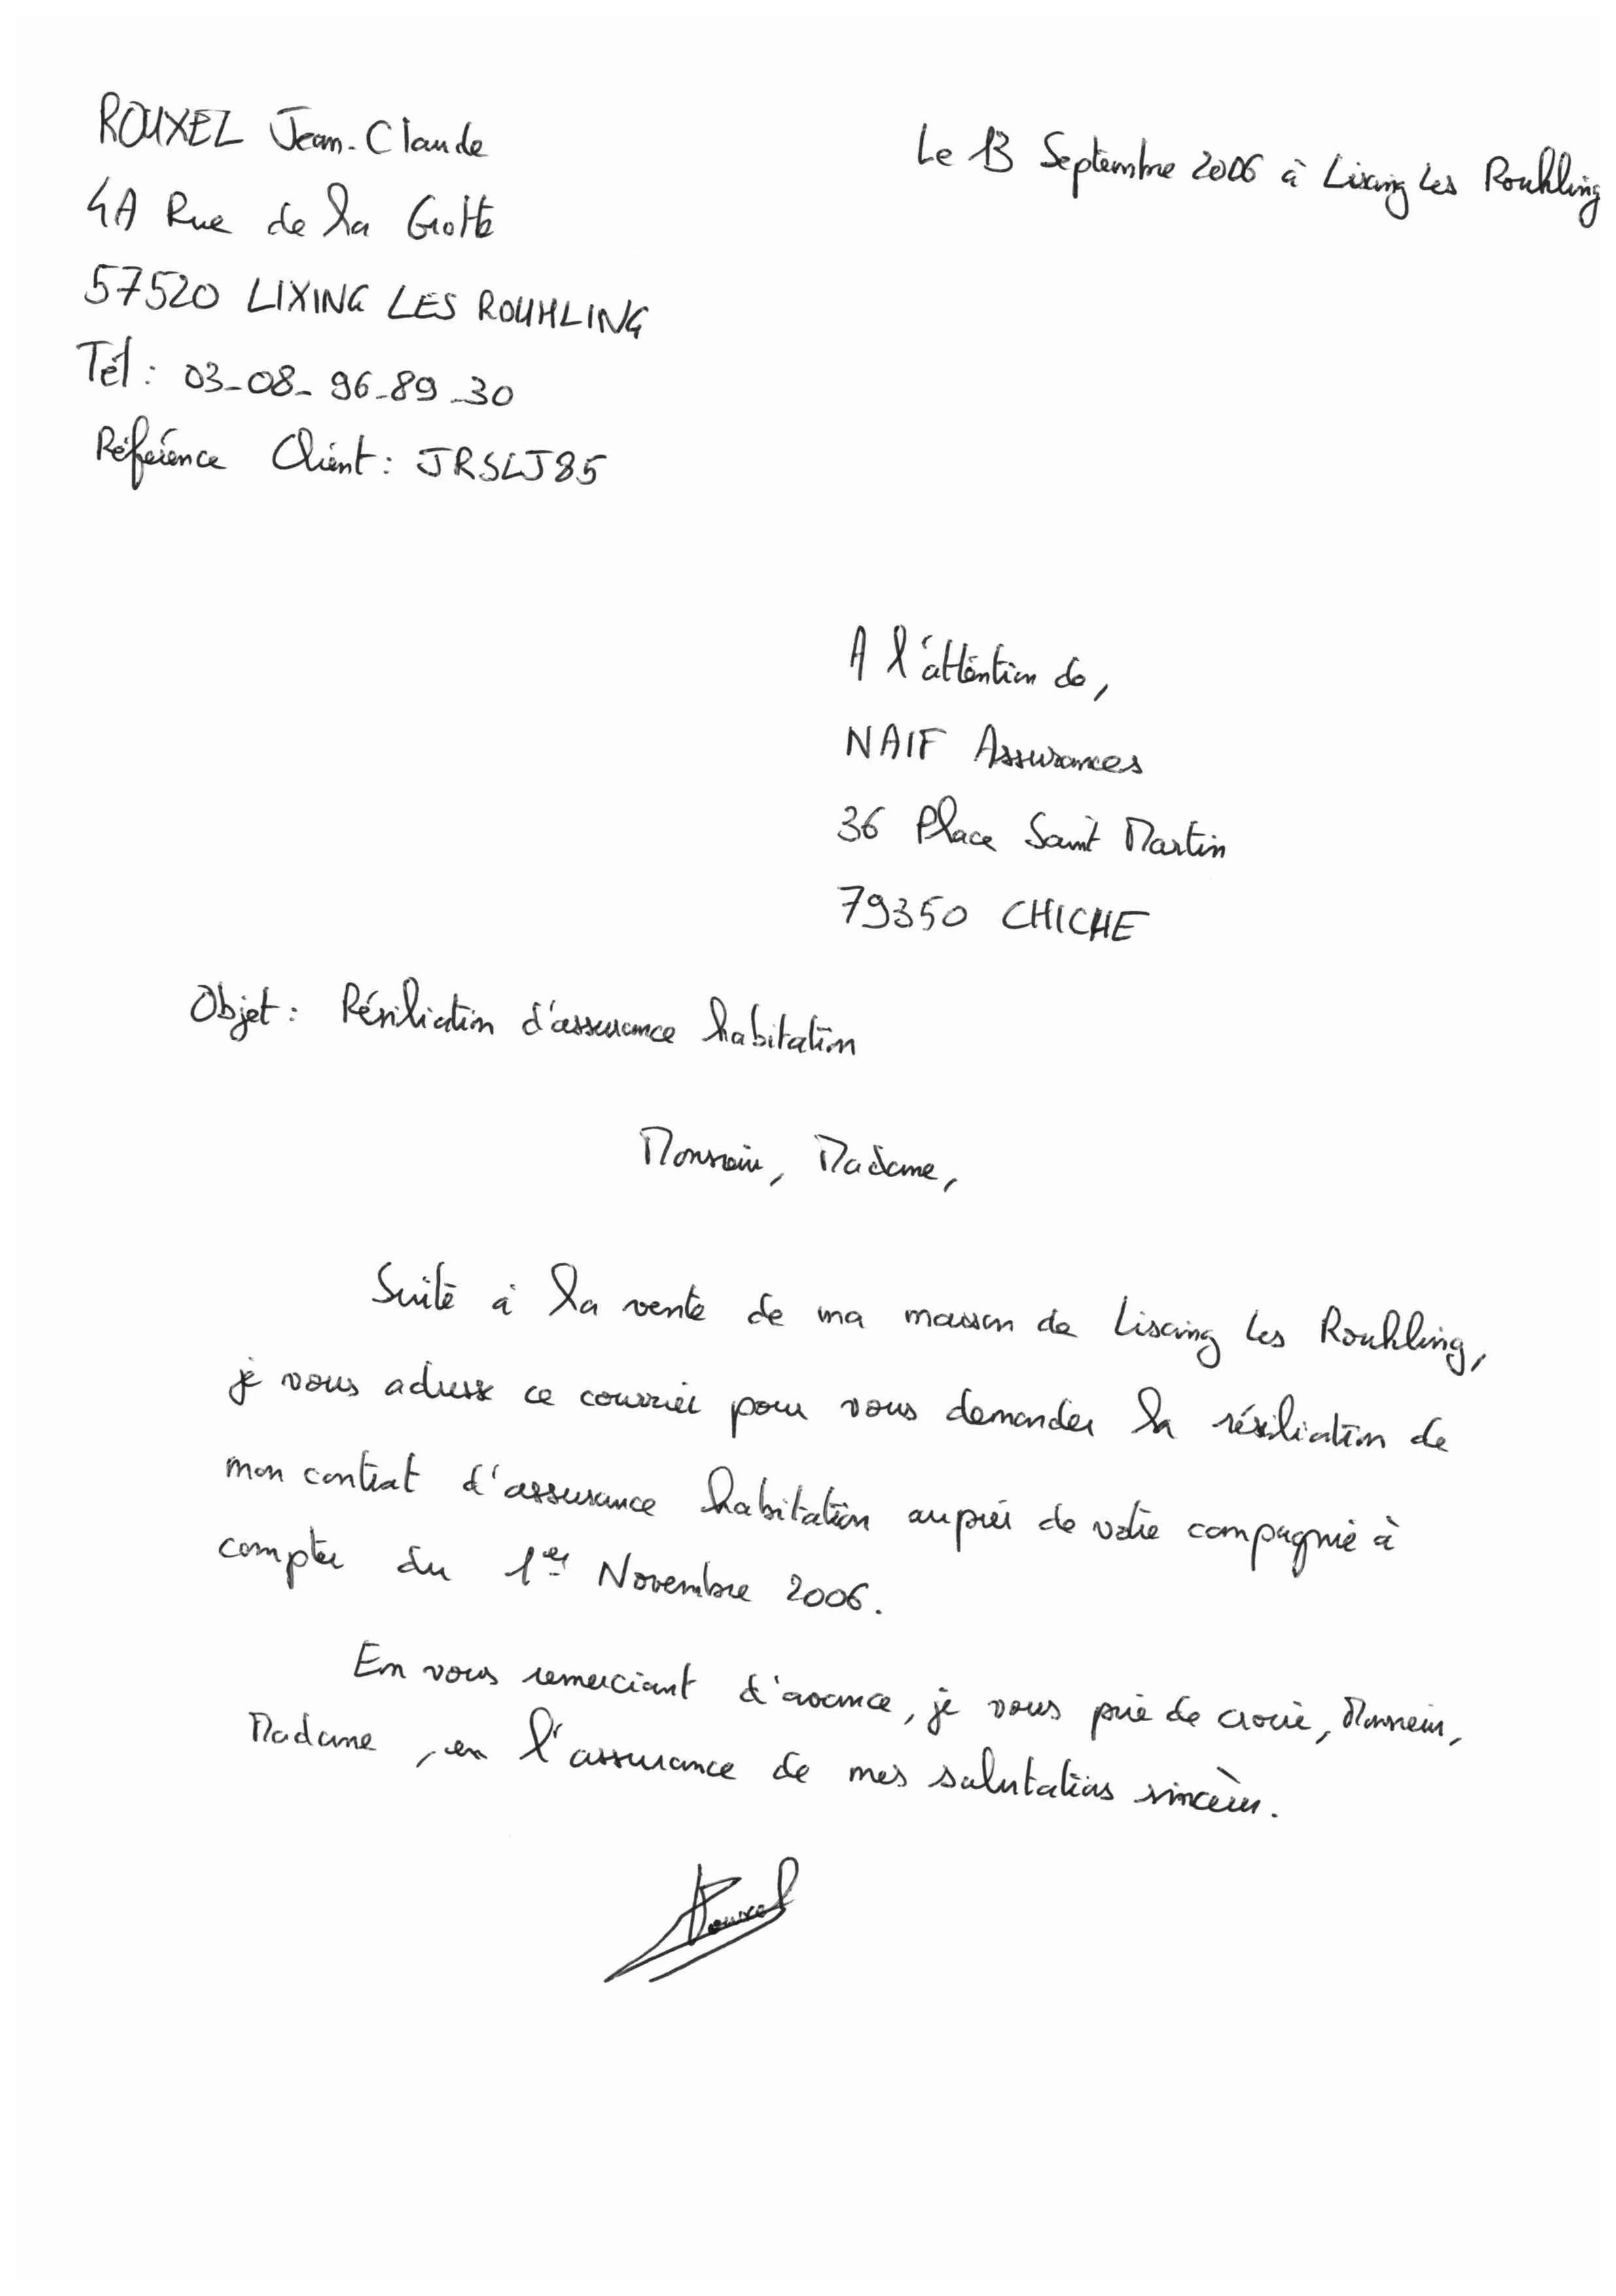 ROUXEL Jean-Claude
Le 13 Septembre 2006 à Lixing Les Rouhling
4A Rue de la Grotte
57520 LIXING LES ROUHLING
Tél : 03-08-96-89-30
Référence Client : JRSLJ85
A l'attention de,
NAIF Assurances
36 Place Saint Martin
79350 CHICHE
Objet : Résiliation d'assurance habitation
Monsieur, Madame,
Suite à la vente de ma maison de Lixing Les Rouhling,
je vous adresse ce courrier pour vous demander la résiliation de
mon contrat d'assurance habitation auprès de votre compagnie à
compter du 1er Novembre 2006.
En vous remerciant d'avance, je vous prie de croire, Monsieur,
Madame, en l'assurance de mes salutations sincères.
Rouxel